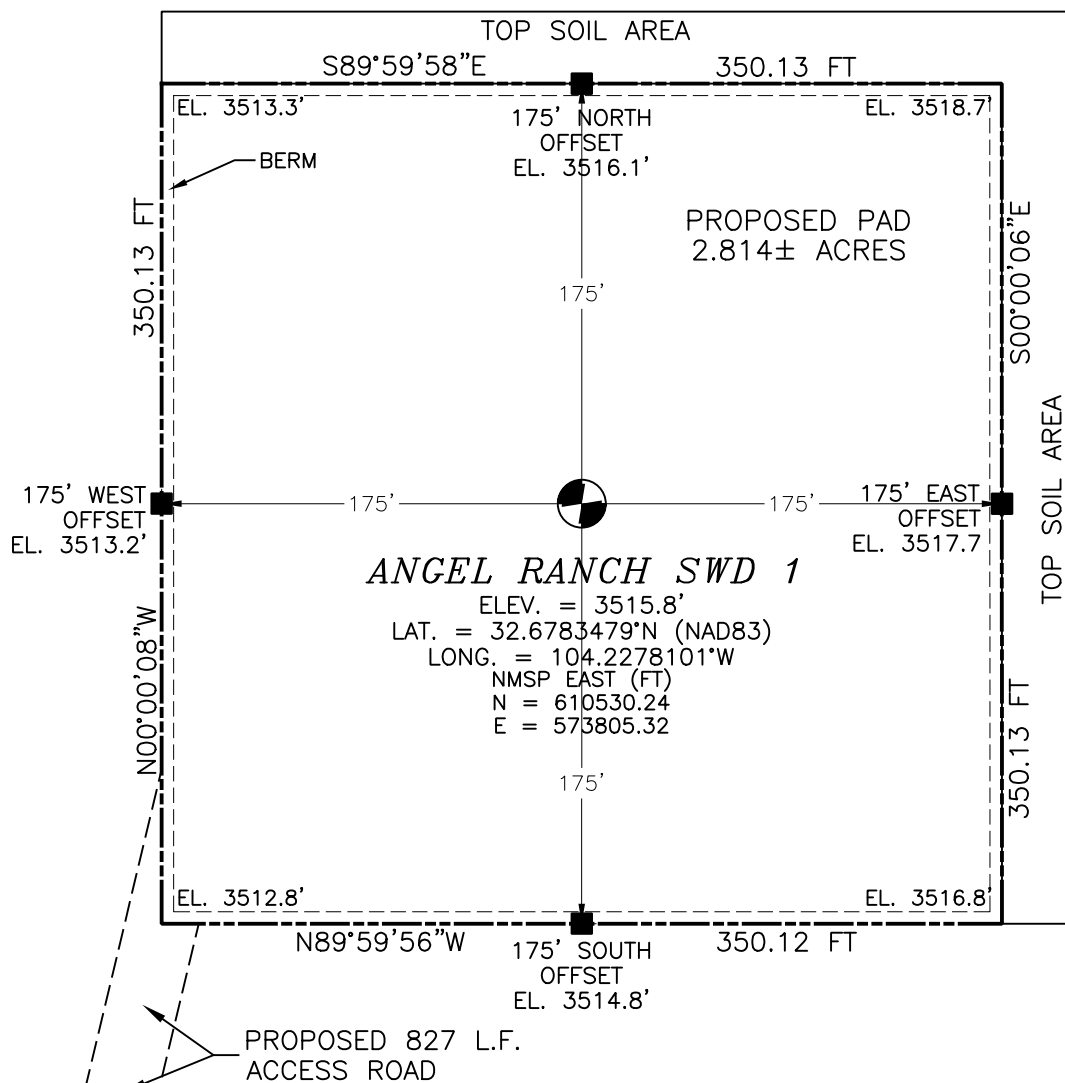 TOP SOIL AREA
S89°59'58"E
350.13 FT
EL. 3513.3'
EL. 3518.7'
175' NORTH
OFFSET
EL. 3516.1'
BERM
350.13 FT
PROPOSED PAD
2.814± ACRES
S00°00'06"E
175'
175' WEST
OFFSET
EL. 3513.2'
175'
175'
175' EAST
OFFSET
EL. 3517.7
TOP SOIL AREA
ANGEL RANCH SWD 1
ELEV. = 3515.8'
LAT. = 32.6783479°N (NAD83)
LONG. = 104.2278101°W
NMSP EAST (FT)
N = 610530.24
E = 573805.32
N00°00'08"W
350.13 FT
175'
EL. 3512.8'
EL. 3516.8'
N89°59'56"W
350.12 FT
175' SOUTH
OFFSET
EL. 3514.8'
PROPOSED 827 L.F.
ACCESS ROAD